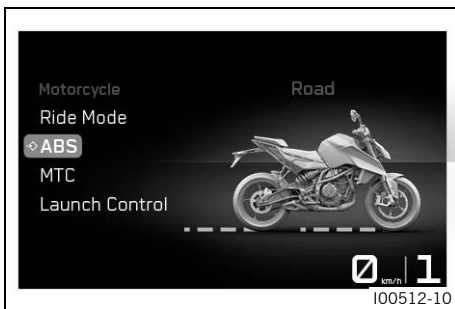 Motorcycle Road
Ride Mode
ABS
MTC
Launch Control
0 km/h 1
I00512-10